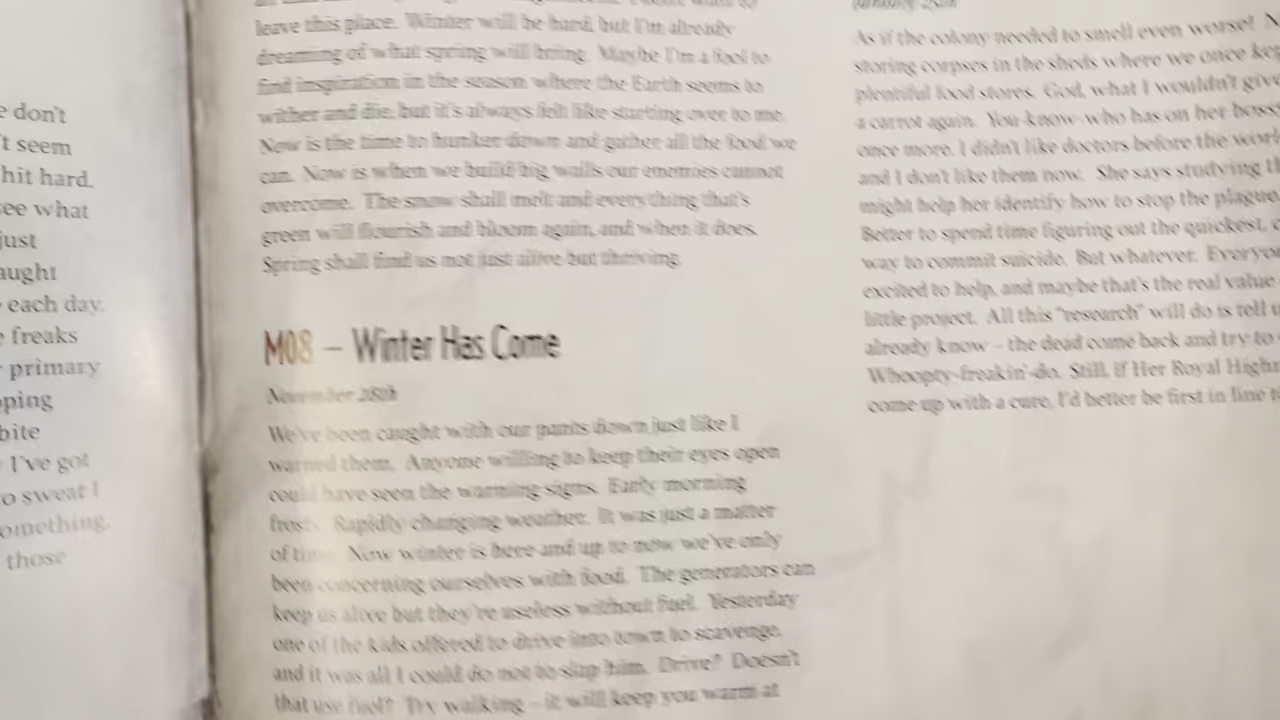 e don't
't seem
hit hard.
see what
just
aught
each day.
e freaks
primary
pping
bite
I've got
o sweat I
omething.
those
leave this place. Winter will be hard, but I'm already
dreaming of what spring will bring. Maybe I'm a fool to
find inspiration in the season where the Earth seems to
wither and die, but it's always felt like starting over to me.
Now is the time to hunker down and gather all the food we
can. Now is when we build big walls our enemies cannot
overcome. The snow shall melt and everything that's
green will flourish and bloom again, and when it does,
Spring shall find us not just alive but thriving.
M08 – Winter Has Come
November 28th
We've been caught with our pants down just like I
warned them. Anyone willling to keep their eyes open
could have seen the warning signs. Early morning
frosts. Rapidly changing weather. It was just a matter
of time. Now winter is here and up to now we've only
been concerning ourselves with food. The generators can
keep us alive but they're useless without fuel. Yesterday
one of the kids offered to drive into town to scavenge,
and it was all I could do not to slap him. Drive? Doesn't
that use fuel? Try walking – it will keep you warm at
January 25th
As if the colony needed to smell even worse! N
storing corpses in the sheds where we once kep
plentiful food stores. God, what I wouldn't give
a carrot again. You-know-who has on her boss
once more. I didn't like doctors before the worl
and I don't like them now. She says studying th
might help her identify how to stop the plague
Better to spend time figuring out the quickest,
way to commit suicide. But whatever. Everyo
excited to help, and maybe that's the real value
little project. All this "research" will do is tell u
already know – the dead come back and try to
Whoopty-freakin'-do. Still, if Her Royal Highn
come up with a cure, I'd better be first in line t